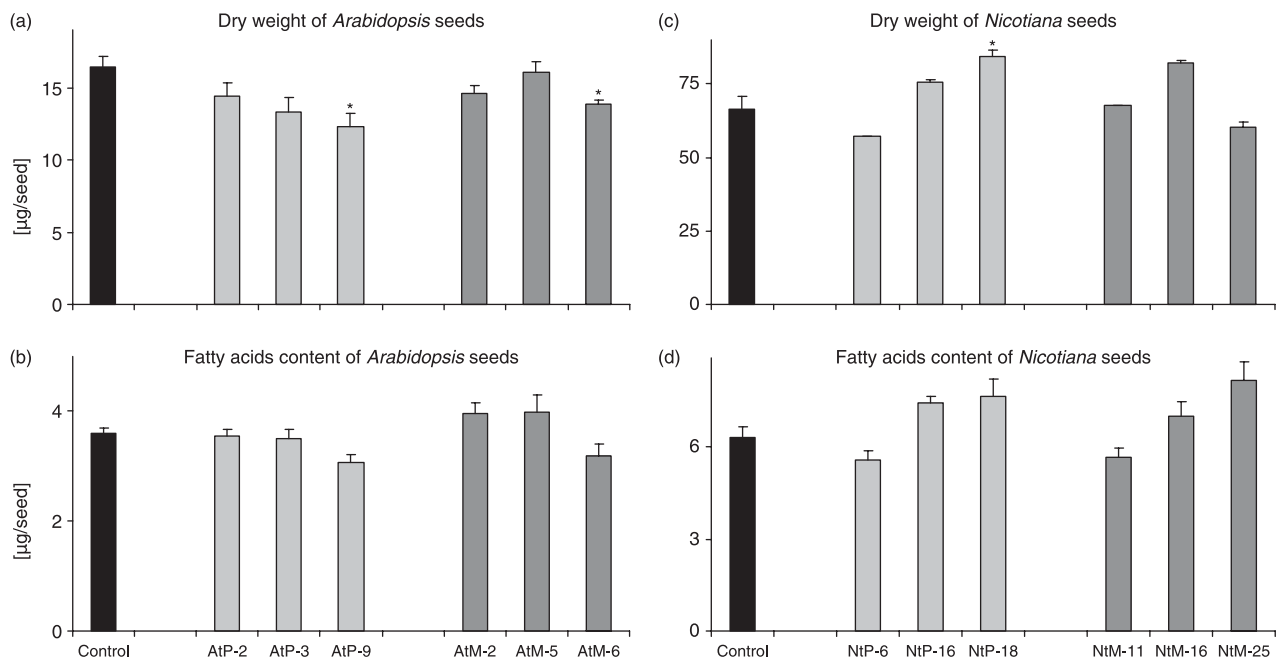 (a) Dry weight of Arabidopsis seeds
15
10
5
0
[µg/seed]
*
*
(c) Dry weight of Nicotiana seeds
75
50
25
0
*
(b) Fatty acids content of Arabidopsis seeds
4
2
0
[µg/seed]
Control AtP-2 AtP-3 AtP-9 AtM-2 AtM-5 AtM-6
(d) Fatty acids content of Nicotiana seeds
6
3
0
Control NtP-6 NtP-16 NtP-18 NtM-11 NtM-16 NtM-25